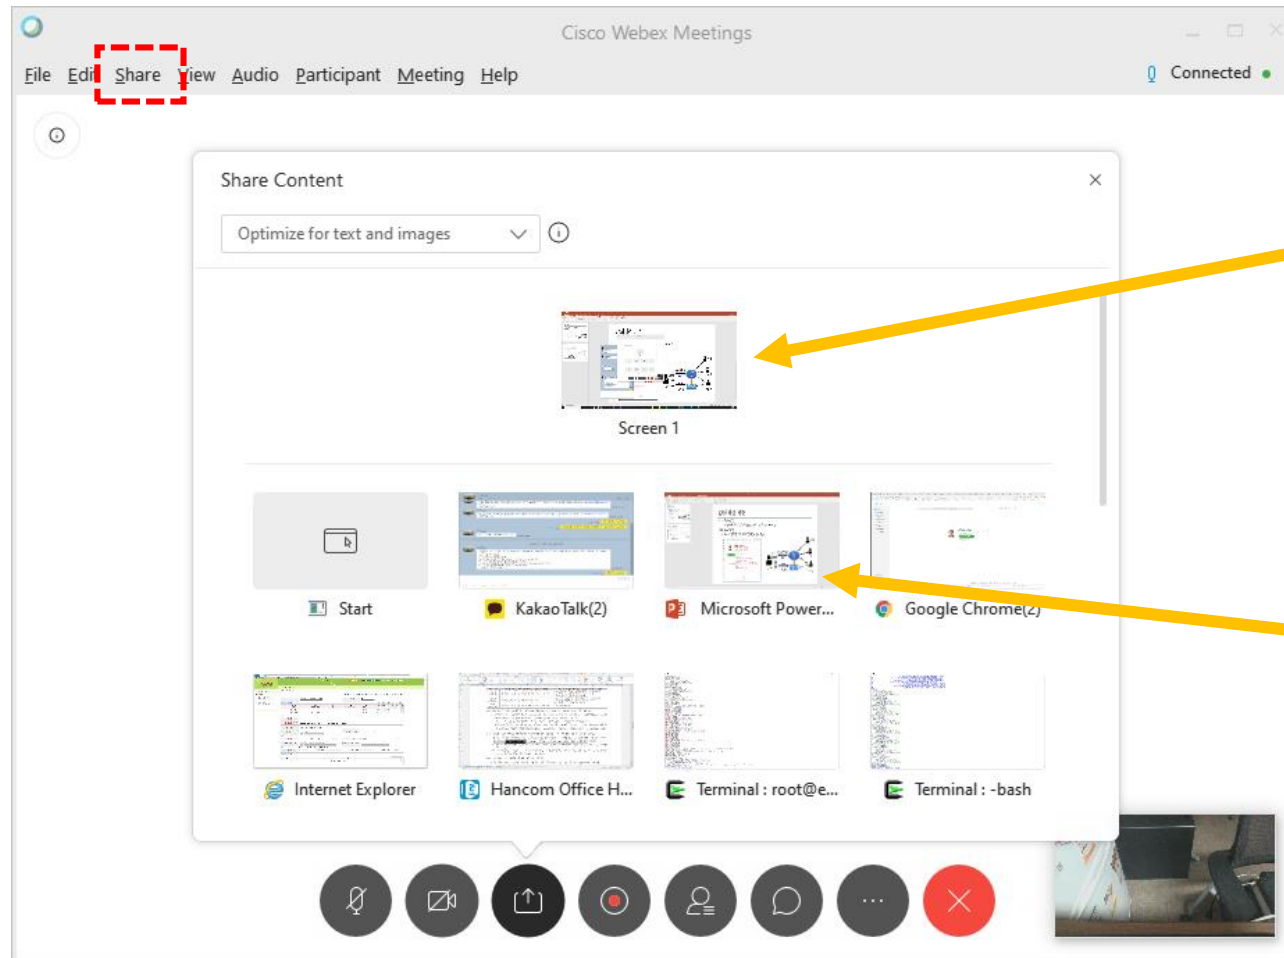 Cisco Webex Meetings
File Edit Share View Audio Participant Meeting Help
Connected
Share Content
Optimize for text and images
Screen 1
Start
KakaoTalk(2)
Microsoft Power...
Google Chrome(2)
Internet Explorer
Hancom Office H...
Terminal : root@e...
Terminal : -bash